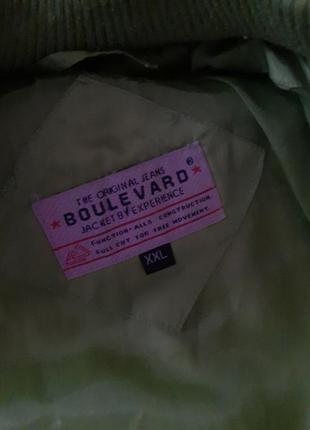 THE ORIGINAL JEANS
BOULEVARD®
JACKET BY EXPERIENCE
FUNCTION-ALLS CONSTRUCTION.
FULL CUT FOR FREE MOVEMENT.
XXL